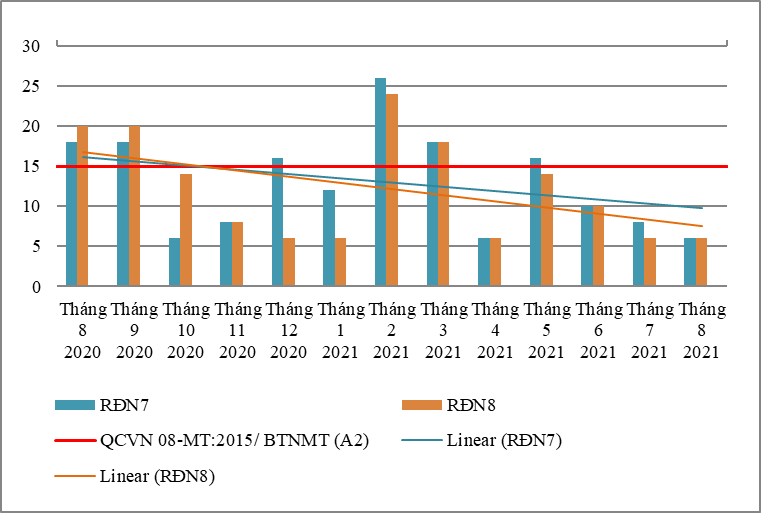 30
25
20
15
10
5
0
Tháng Tháng Tháng Tháng Tháng Tháng Tháng Tháng Tháng Tháng Tháng Tháng Tháng
8 9 10 11 12 1 2 3 4 5 6 7 8
2020 2020 2020 2020 2020 2021 2021 2021 2021 2021 2021 2021 2021
RĐN7 RĐN8
QCVN 08-MT:2015/ BTNMT (A2) Linear (RĐN7)
Linear (RĐN8)